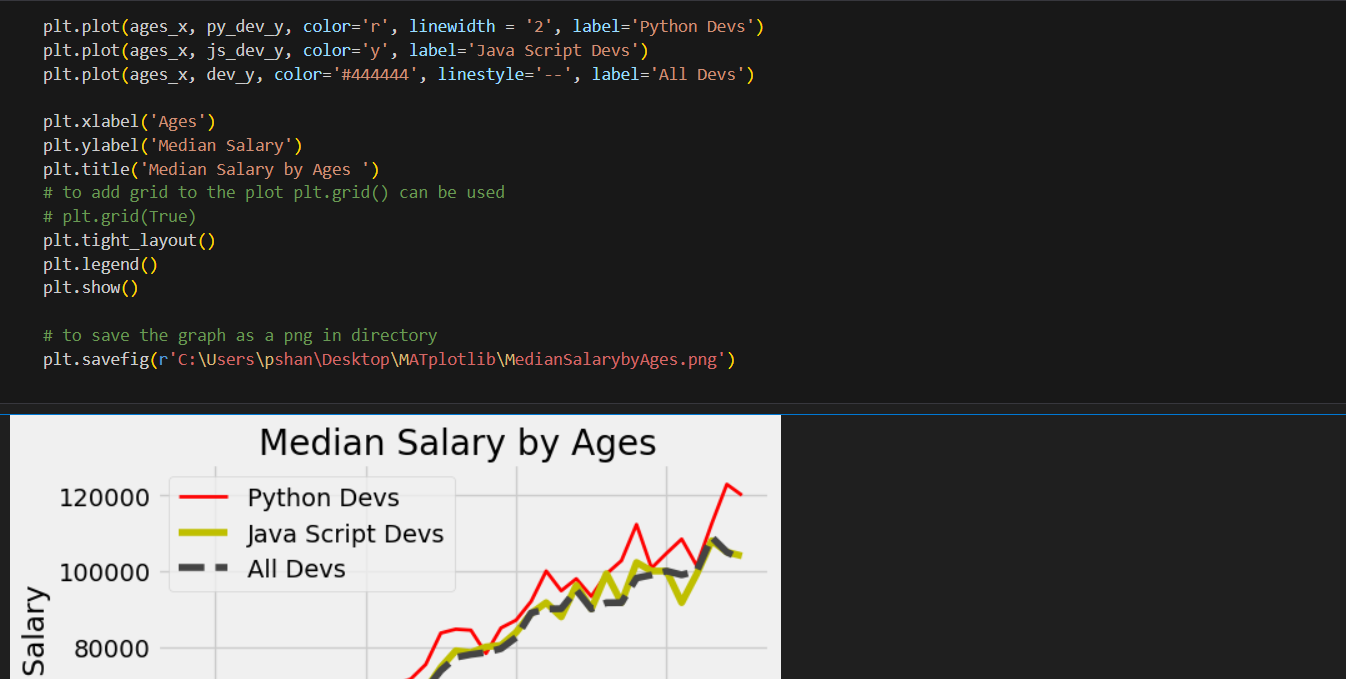 plt.plot(ages_x, py_dev_y, color='r', linewidth = '2', label='Python Devs')
plt.plot(ages_x, js_dev_y, color='y', label='Java Script Devs')
plt.plot(ages_x, dev_y, color='#444444', linestyle='--', label='All Devs')
plt.xlabel('Ages')
plt.ylabel('Median Salary')
plt.title('Median Salary by Ages ')
# to add grid to the plot plt.grid() can be used
# plt.grid(True)
plt.tight_layout()
plt.legend()
plt.show()
# to save the graph as a png in directory
plt.savefig(r'C:\Users\pshan\Desktop\MATplotlib\MedianSalarybyAges.png')
Median Salary by Ages
120000
Python Devs
Java Script Devs
All Devs
100000
80000
Salary